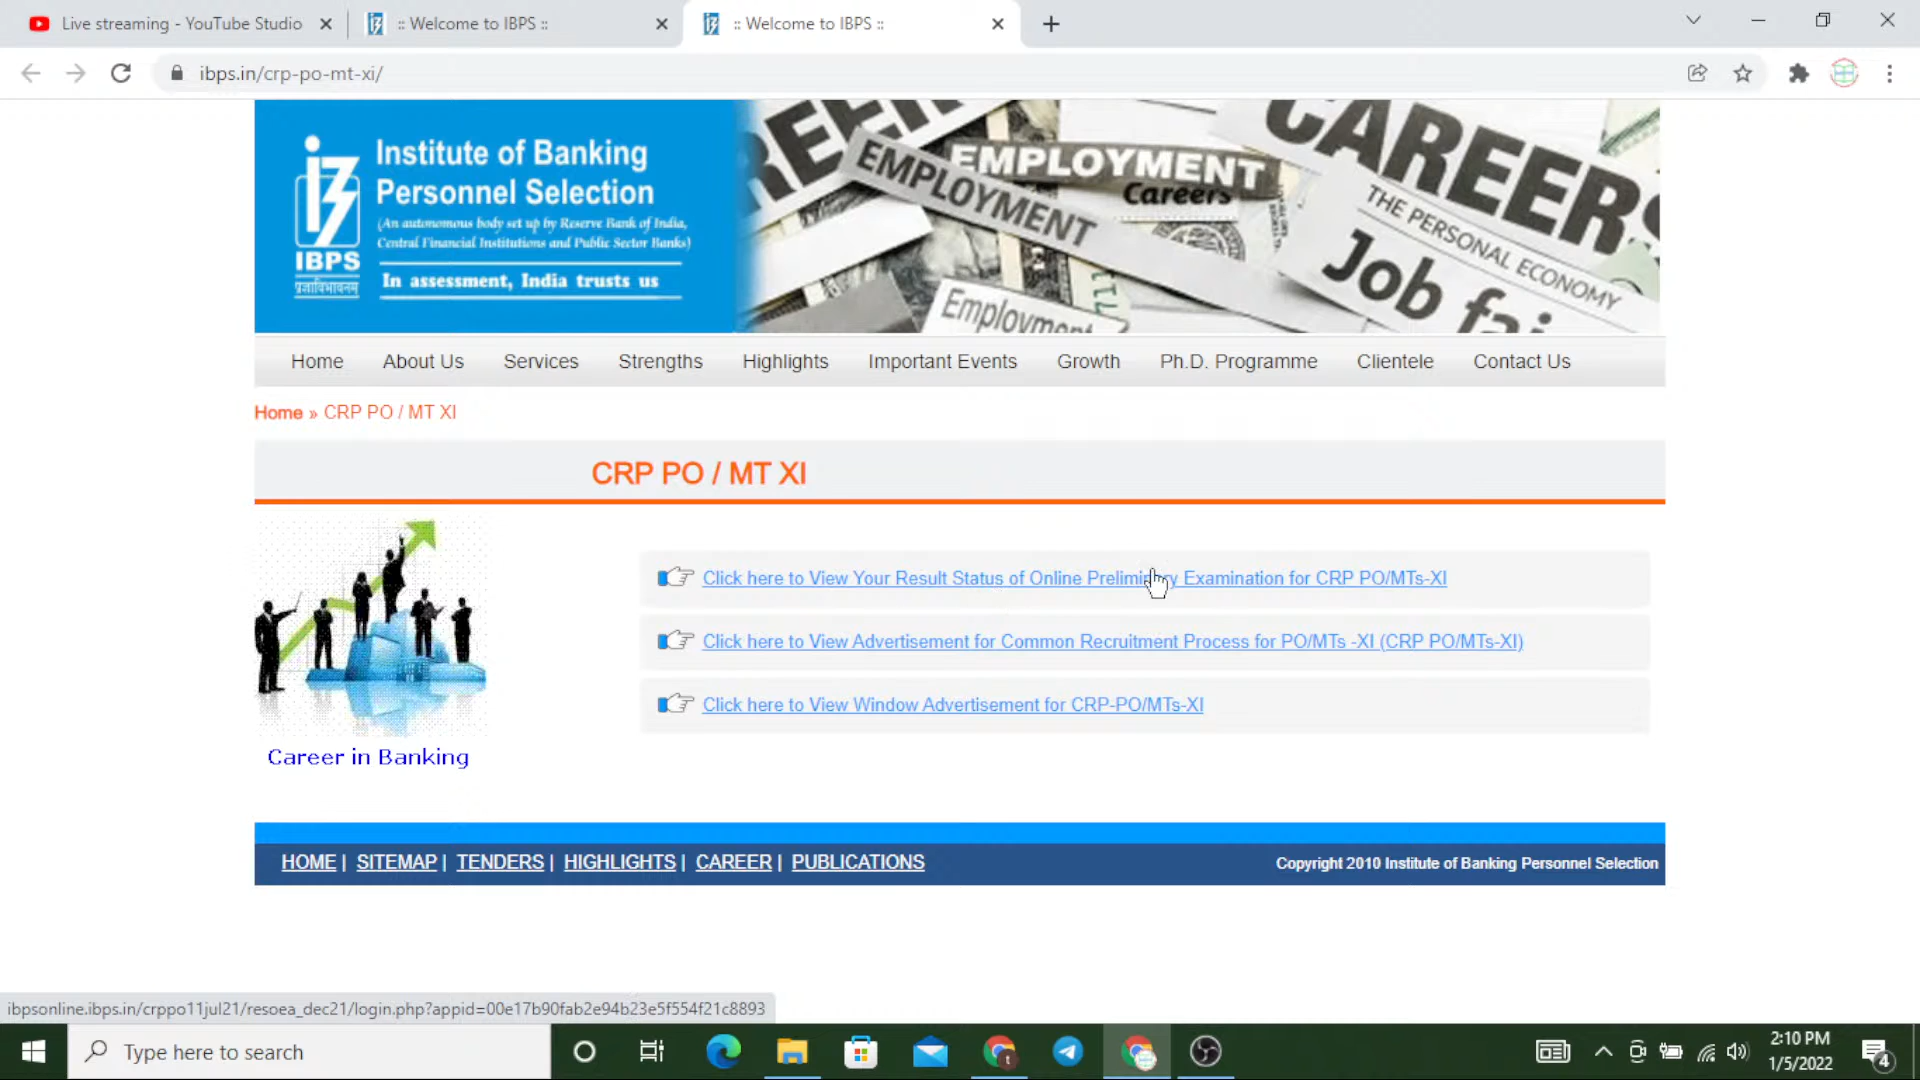 Live streaming - YouTube Studio
:: Welcome to IBPS ::
:: Welcome to IBPS ::
ibps.in/crp-po-mt-xi/
Institute of Banking
Personnel Selection
(An autonomous body set up by Reserve Bank of India,
Central Financial Institutions and Public Sector Banks)
IBPS
In assessment, India trusts us
EMPLOYMENT
EMPLOYMENT
Careers
CAREERS
THE PERSONAL ECONOMY
Job fai
Employment
Home About Us Services Strengths Highlights Important Events Growth Ph.D. Programme Clientele Contact Us
Home » CRP PO / MT XI
CRP PO / MT XI
Click here to View Your Result Status of Online Preliminary Examination for CRP PO/MTs-XI
Click here to View Advertisement for Common Recruitment Process for PO/MTs -XI (CRP PO/MTs-XI)
Click here to View Window Advertisement for CRP-PO/MTs-XI
Career in Banking
HOME | SITEMAP | TENDERS | HIGHLIGHTS | CAREER | PUBLICATIONS
Copyright 2010 Institute of Banking Personnel Selection
ibpsonline.ibps.in/crppo11jul21/resoea_dec21/login.php?appid=00e17b90fab2e94b23e5f554f21c8893
Type here to search
2:10 PM
1/5/2022
4